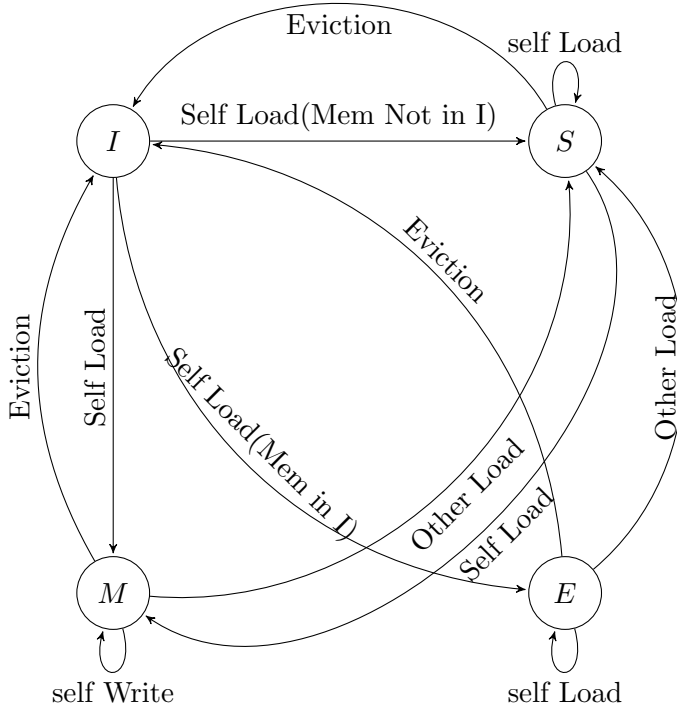 Eviction
self Load
Self Load(Mem Not in I)
I
S
Eviction
Eviction
Self Load
Self Load(Mem in I)
Other Load
Other Load
Self Load
M
E
self Write
self Load